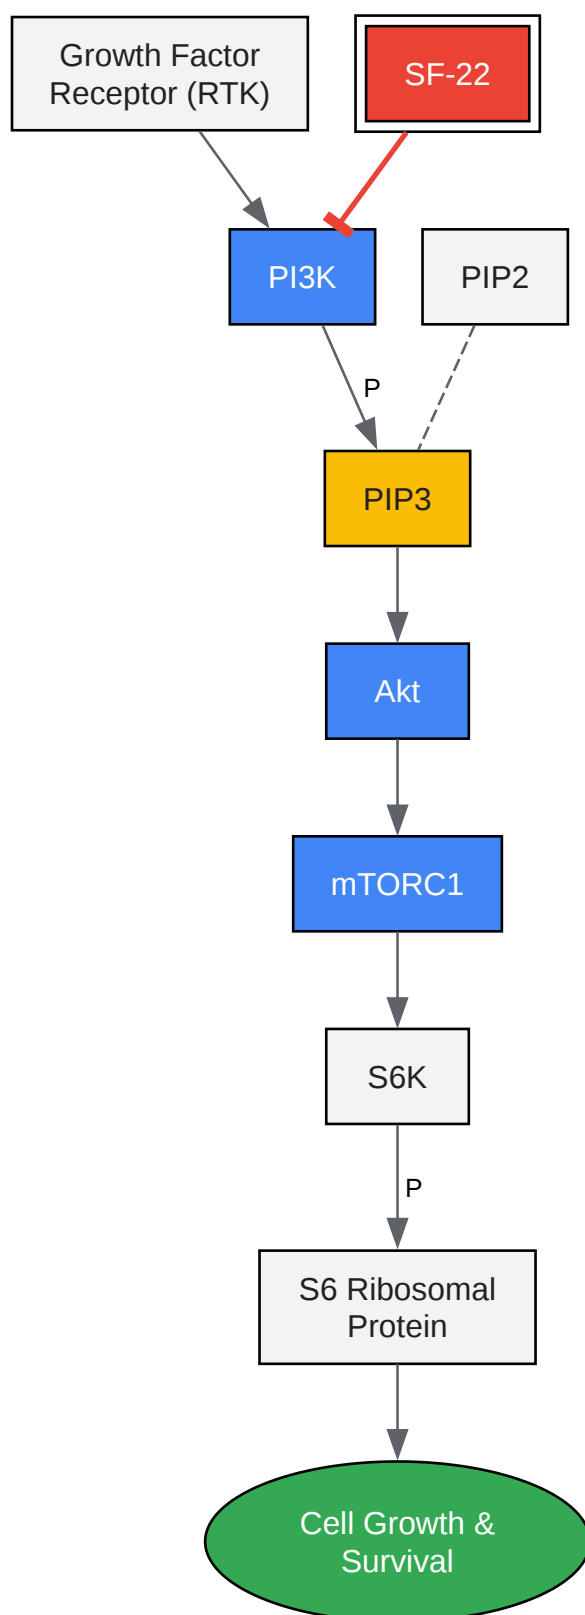 Growth Factor
Receptor (RTK)
SF-22
PI3K
PIP2
P
PIP3
Akt
mTORC1
S6K
P
S6 Ribosomal
Protein
Cell Growth &
Survival